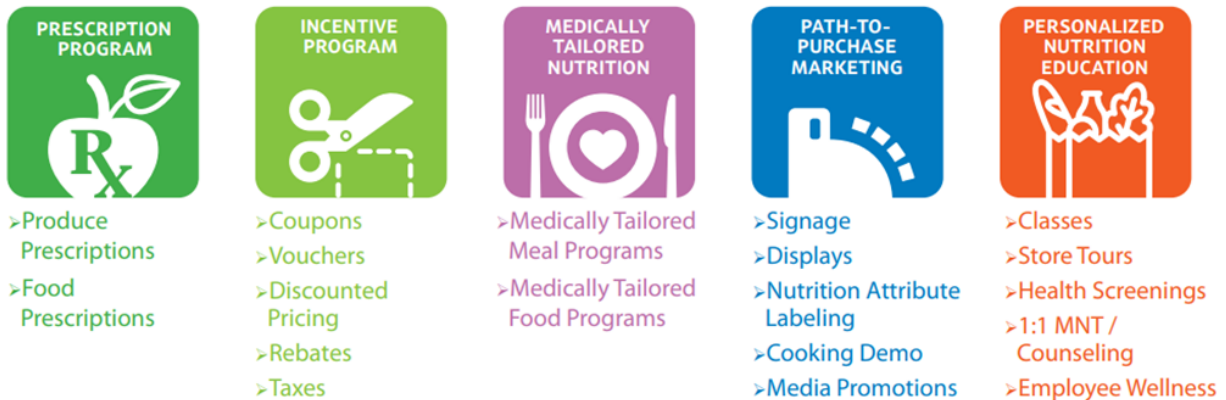 PRESCRIPTION
PROGRAM
Rx
➢Produce
Prescriptions
➢Food
Prescriptions
INCENTIVE
PROGRAM
➢Coupons
➢Vouchers
➢Discounted
Pricing
➢Rebates
➢Taxes
MEDICALLY
TAILORED
NUTRITION
➢Medically Tailored
Meal Programs
➢Medically Tailored
Food Programs
PATH-TO-
PURCHASE
MARKETING
➢Signage
➢Displays
➢Nutrition Attribute
Labeling
➢Cooking Demo
➢Media Promotions
PERSONALIZED
NUTRITION
EDUCATION
➢Classes
➢Store Tours
➢Health Screenings
➢1:1 MNT /
Counseling
➢Employee Wellness